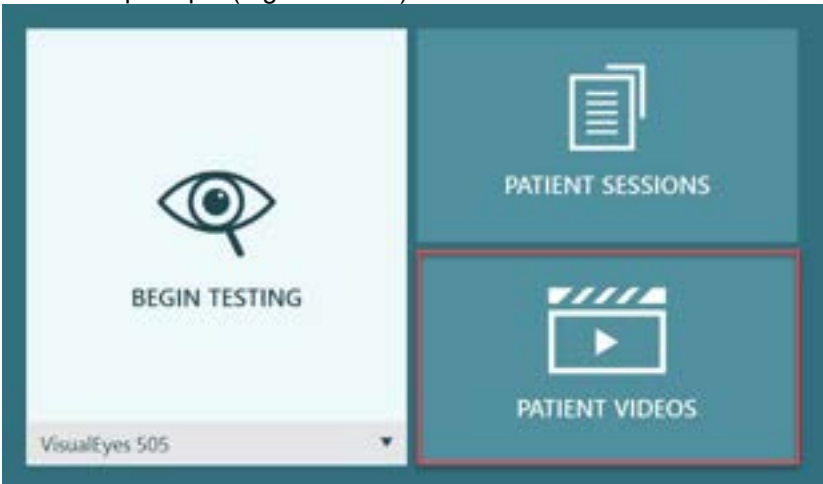 BEGIN TESTING
VisualEyes 505
PATIENT SESSIONS
PATIENT VIDEOS